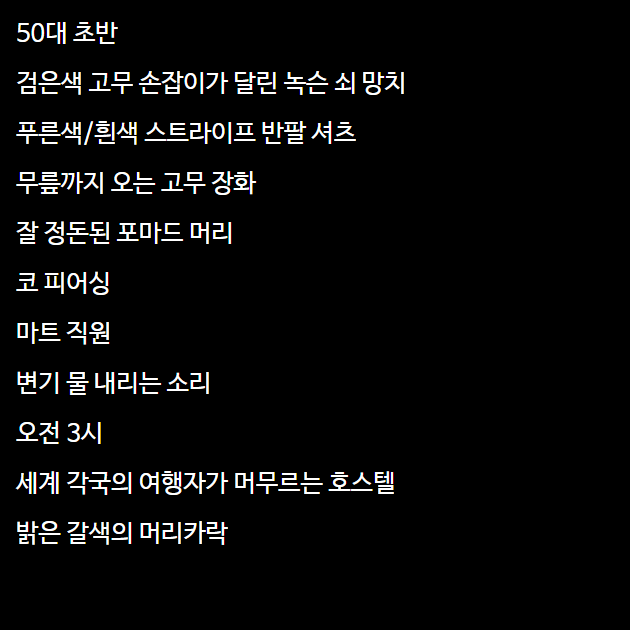 50대 초반
검은색 고무 손잡이가 달린 녹슨 쇠 망치
푸른색/흰색 스트라이프 반팔 셔츠
무릎까지 오는 고무 장화
잘 정돈된 포마드 머리
코 피어싱
마트 직원
변기 물 내리는 소리
오전 3시
세계 각국의 여행자가 머무르는 호스텔
밝은 갈색의 머리카락